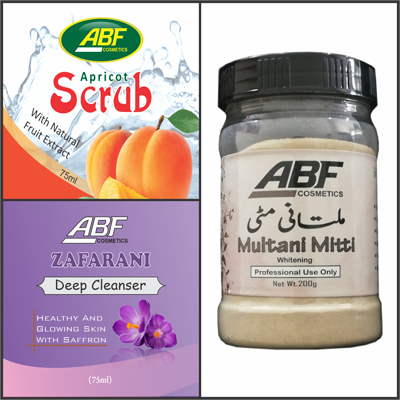 ABF
COSMETICS
Apricot
Scrub
With Natural
Fruit Extract
75ml
ABF
COSMETICS
ZAFARANI
Deep Cleanser
HEALTHY AND
GLOWING SKIN
WITH SAFFRON
(75ml)
ABF
COSMETICS
ملتانی مٹی
Multani Mitti
Whitening
Professional Use Only
Net Wt.200g